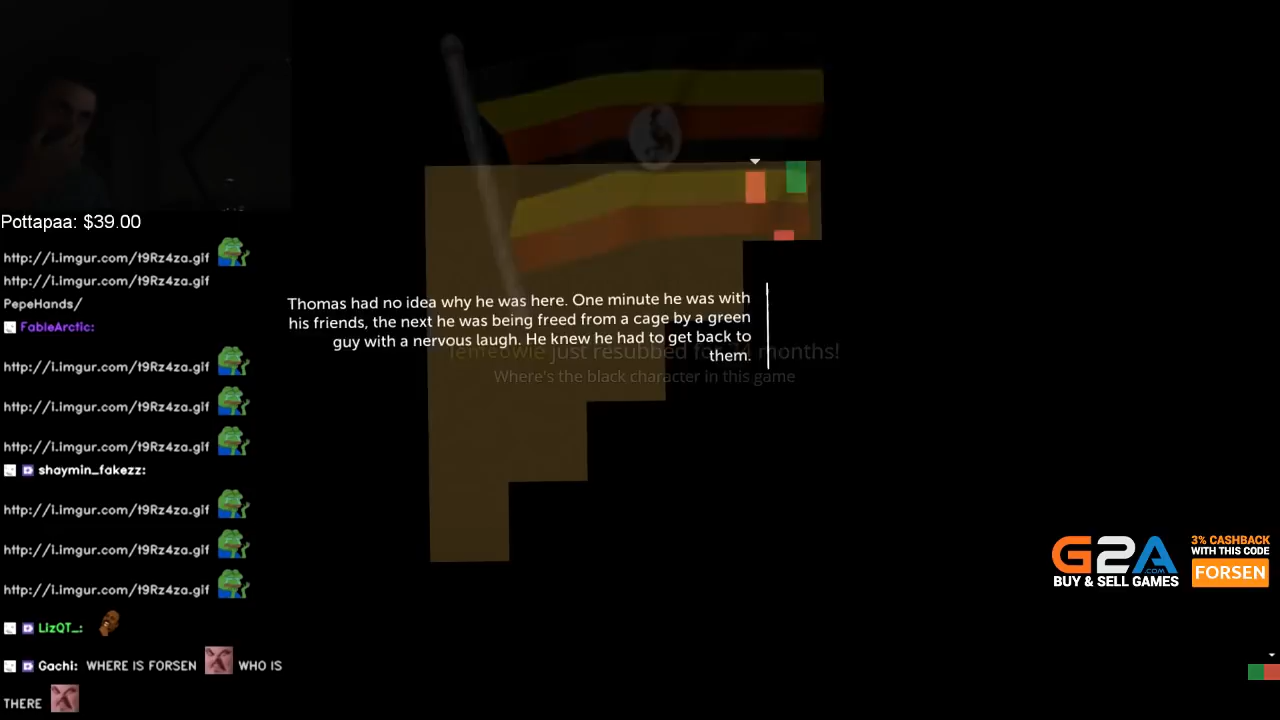 Pottapaa: $39.00
http://i.imgur.com/t9Rz4za.gif
http://i.imgur.com/t9Rz4za.gif
PepeHands/
FableArctic:
http://i.imgur.com/t9Rz4za.gif
http://i.imgur.com/t9Rz4za.gif
http://i.imgur.com/t9Rz4za.gif
shaymin_fakezz:
http://i.imgur.com/t9Rz4za.gif
http://i.imgur.com/t9Rz4za.gif
http://i.imgur.com/t9Rz4za.gif
LizQT_:
Gachi: WHERE IS FORSEN WHO IS
THERE
Thomas had no idea why he was here. One minute he was with
his friends, the next he was being freed from a cage by a green
guy with a nervous laugh. He knew he had to get back to
them.
just resubbed for months!
Where's the black character in this game
G2A.COM
BUY & SELL GAMES
3% CASHBACK
WITH THIS CODE
FORSEN